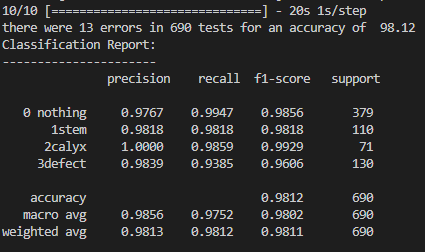 10/10 [==============================] - 20s 1s/step
there were 13 errors in 690 tests for an accuracy of  98.12
Classification Report:
----------------------
              precision    recall  f1-score   support

   0 nothing     0.9767    0.9947    0.9856       379
       1stem     0.9818    0.9818    0.9818       110
      2calyx     1.0000    0.9859    0.9929        71
     3defect     0.9839    0.9385    0.9606       130

    accuracy                         0.9812       690
   macro avg     0.9856    0.9752    0.9802       690
weighted avg     0.9813    0.9812    0.9811       690